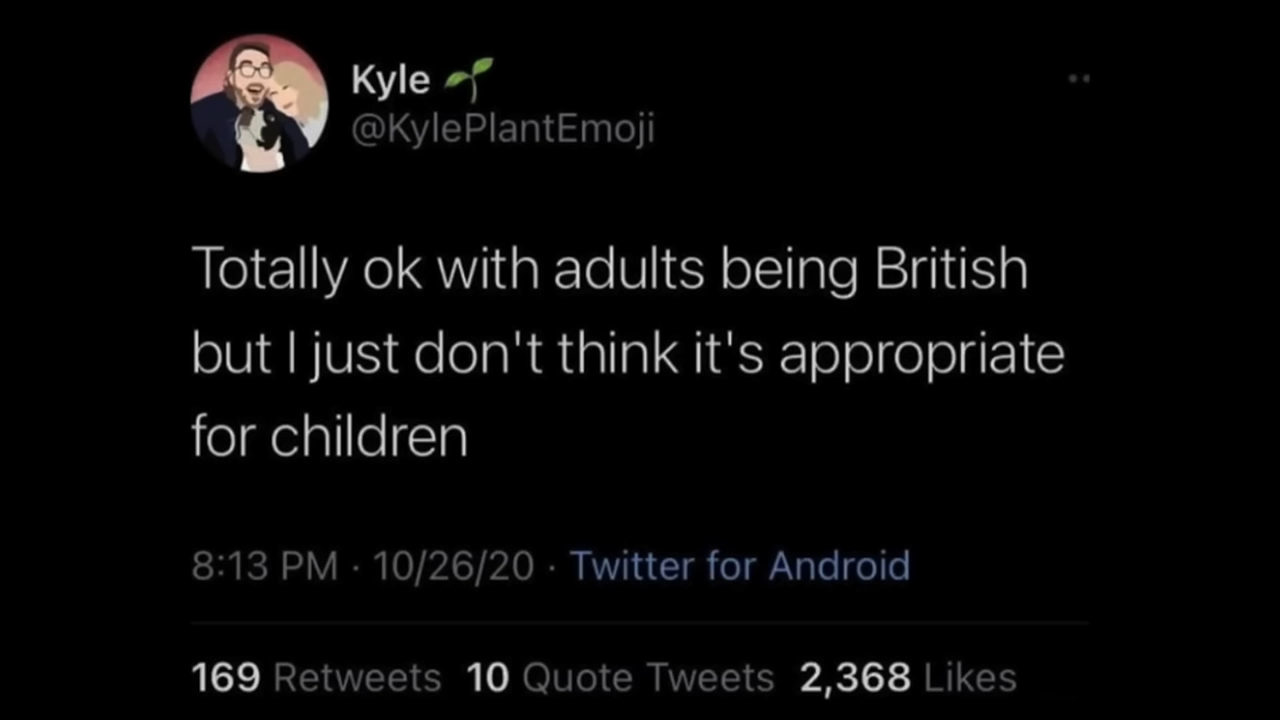 Kyle 🌱
@KylePlantEmoji
Totally ok with adults being British
but I just don't think it's appropriate
for children
8:13 PM · 10/26/20 · Twitter for Android
169 Retweets 10 Quote Tweets 2,368 Likes